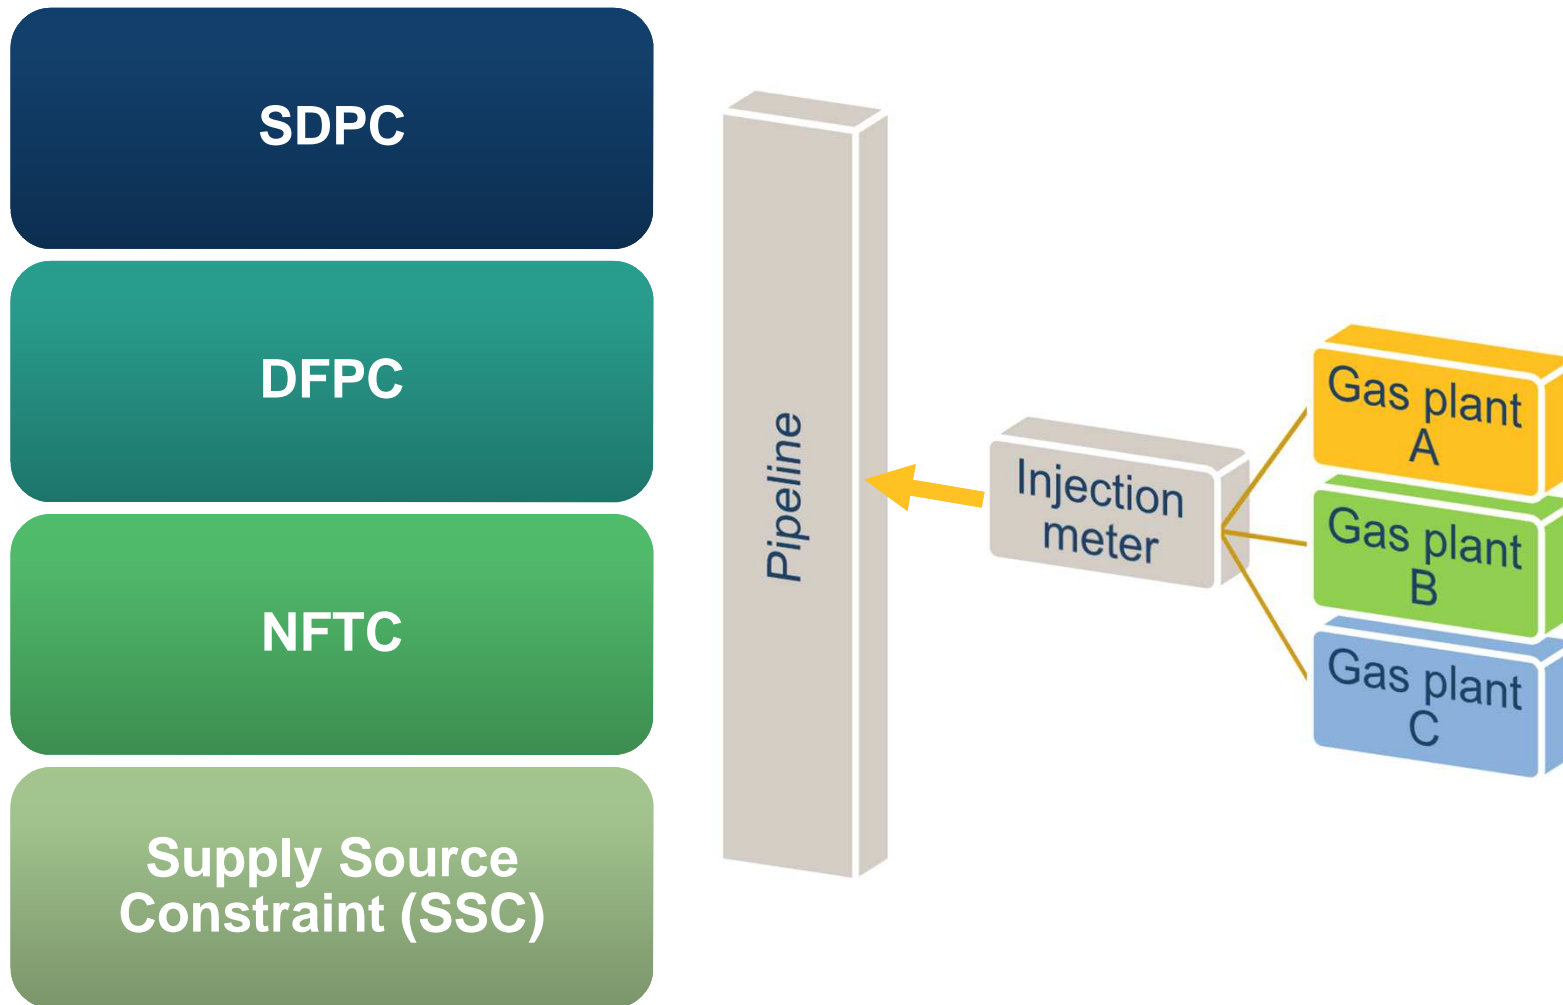 SDPC
DFPC
NFTC
Supply Source
Constraint (SSC)
Pipeline
Injection
meter
Gas plant
A
Gas plant
B
Gas plant
C